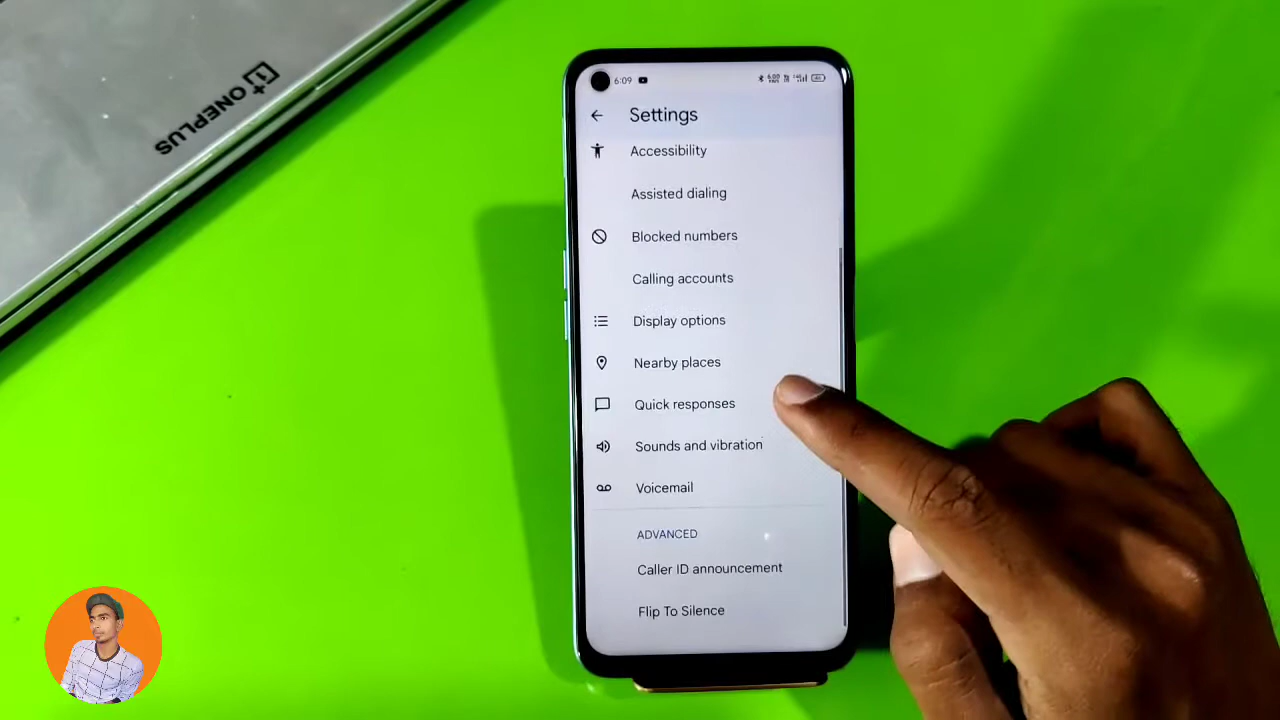 ONEPLUS
6:09
Settings
Accessibility
Assisted dialing
Blocked numbers
Calling accounts
Display options
Nearby places
Quick responses
Sounds and vibration
Voicemail
ADVANCED
Caller ID announcement
Flip To Silence